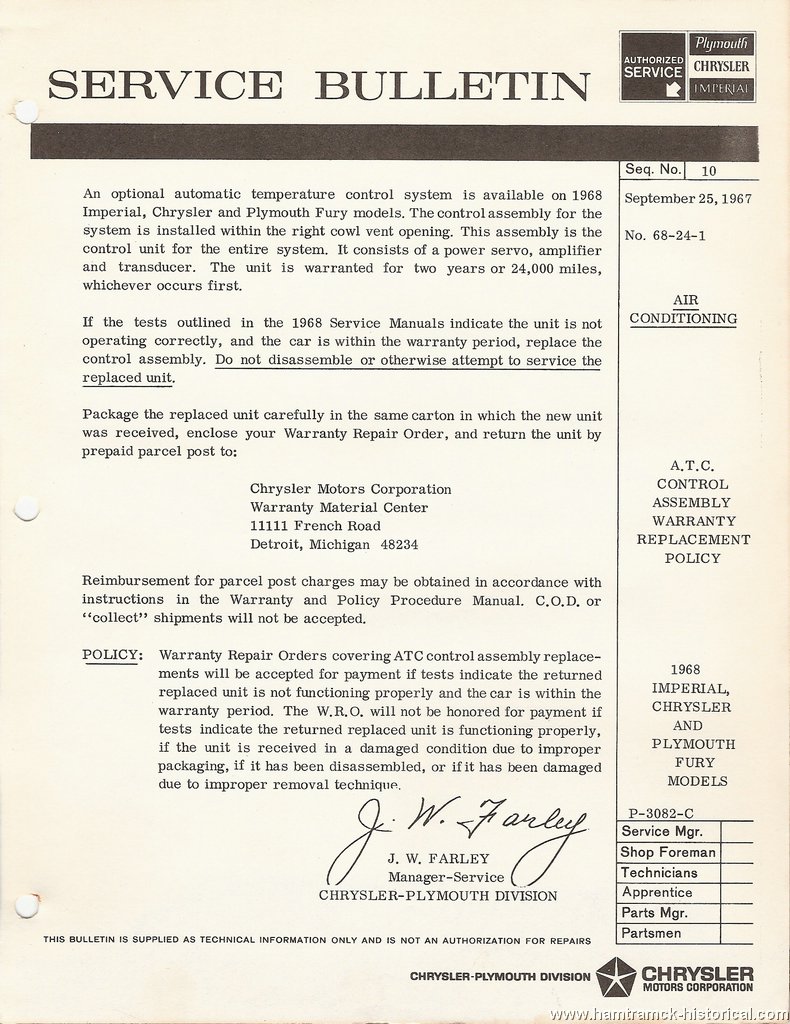 SERVICE BULLETIN
AUTHORIZED
SERVICE
Plymouth
CHRYSLER
IMPERIAL
Seq. No. 10
September 25, 1967
No. 68-24-1
AIR
CONDITIONING
A.T.C.
CONTROL
ASSEMBLY
WARRANTY
REPLACEMENT
POLICY
1968
IMPERIAL,
CHRYSLER
AND
PLYMOUTH
FURY
MODELS
P-3082-C
Service Mgr.
Shop Foreman
Technicians
Apprentice
Parts Mgr.
Partsmen
An optional automatic temperature control system is available on 1968
Imperial, Chrysler and Plymouth Fury models. The control assembly for the
system is installed within the right cowl vent opening. This assembly is the
control unit for the entire system. It consists of a power servo, amplifier
and transducer. The unit is warranted for two years or 24,000 miles,
whichever occurs first.
If the tests outlined in the 1968 Service Manuals indicate the unit is not
operating correctly, and the car is within the warranty period, replace the
control assembly. Do not disassemble or otherwise attempt to service the
replaced unit.
Package the replaced unit carefully in the same carton in which the new unit
was received, enclose your Warranty Repair Order, and return the unit by
prepaid parcel post to:
Chrysler Motors Corporation
Warranty Material Center
11111 French Road
Detroit, Michigan 48234
Reimbursement for parcel post charges may be obtained in accordance with
instructions in the Warranty and Policy Procedure Manual. C.O.D. or
"collect" shipments will not be accepted.
POLICY: Warranty Repair Orders covering ATC control assembly replace-
ments will be accepted for payment if tests indicate the returned
replaced unit is not functioning properly and the car is within the
warranty period. The W.R.O. will not be honored for payment if
tests indicate the returned replaced unit is functioning properly,
if the unit is received in a damaged condition due to improper
packaging, if it has been disassembled, or if it has been damaged
due to improper removal technique.
J. W. Farley
J. W. FARLEY
Manager-Service
CHRYSLER-PLYMOUTH DIVISION
THIS BULLETIN IS SUPPLIED AS TECHNICAL INFORMATION ONLY AND IS NOT AN AUTHORIZATION FOR REPAIRS
CHRYSLER-PLYMOUTH DIVISION CHRYSLER
MOTORS CORPORATION
www.hamtramck-historical.com